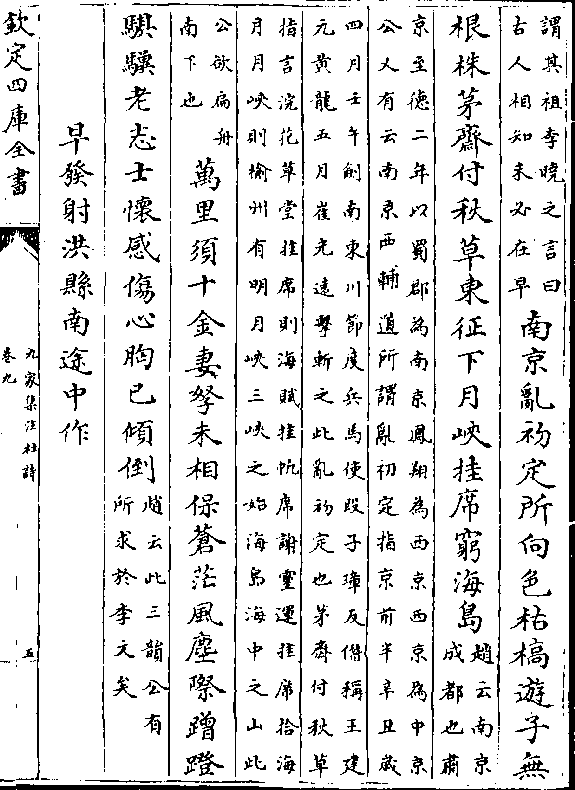 謂其祖李曉之言曰
古人相知未必在早
南京亂初定所向色枯槁遊子無
根株茅齋付秋草東征下月峽挂席窮海島
趙云南京
成都也肅
京至德二年以蜀郡為南京鳳翔為西京西京為中京
公又有云南京西輔道所謂亂初定指京前半辛丑歲
四月壬午劍南東川節度兵馬使段子璋反僭稱王建
元黄龍五月崔光遠擊斬之此亂初定也茅齋付秋草
指言浣花草堂挂席則海賦挂帆席謝靈運挂席拾海
月月峽則榆州有明月峽三峽之始海島海中之山此
公欲扁舟
南下也
萬里須十金妻孥未相保蒼茫風塵際蹭蹬
騏驥老志士懷感傷心胸已傾倒
趙云此三韻公有
所求於李文矣
早發射洪縣南途中作
欽定四庫全書
九家集注杜詩
卷九
五